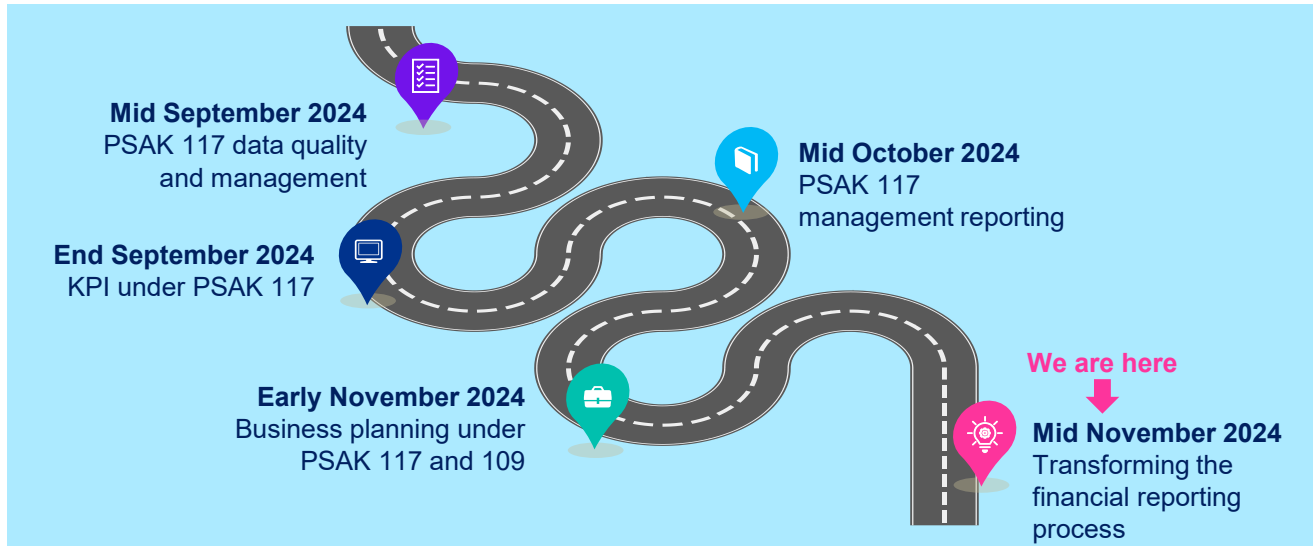 Mid September 2024
PSAK 117 data quality
and management
End September 2024
KPI under PSAK 117
Mid October 2024
PSAK 117
management reporting
Early November 2024
Business planning under
PSAK 117 and 109
We are here
Mid November 2024
Transforming the
financial reporting
process